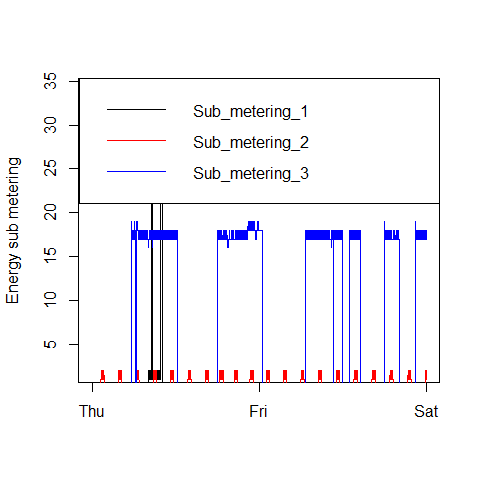 Sub_metering_1
Sub_metering_2
Sub_metering_3
Energy sub metering
35
30
25
20
15
10
5
Thu Fri Sat